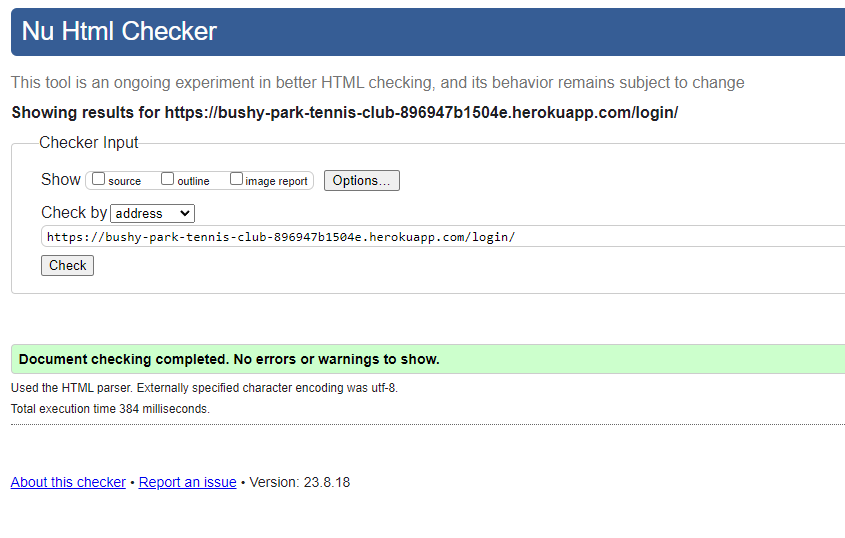 Nu Html Checker
This tool is an ongoing experiment in better HTML checking, and its behavior remains subject to change
Showing results for https://bushy-park-tennis-club-896947b1504e.herokuapp.com/login/
Checker Input
Show source outline image report Options...
Check by address
https://bushy-park-tennis-club-896947b1504e.herokuapp.com/login/
Check
Document checking completed. No errors or warnings to show.
Used the HTML parser. Externally specified character encoding was utf-8.
Total execution time 384 milliseconds.
About this checker • Report an issue • Version: 23.8.18